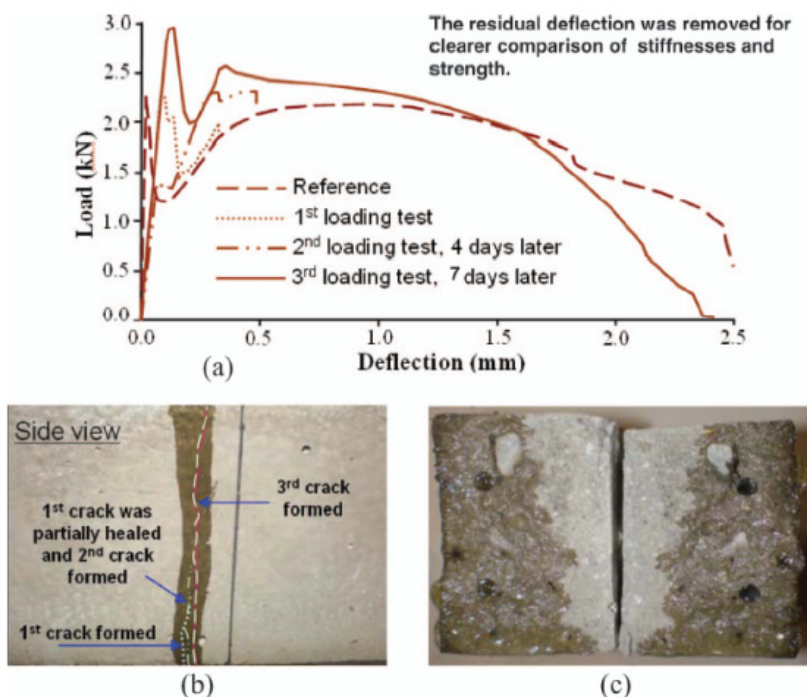 The residual deflection was removed for
clearer comparison of stiffnesses and
strength.
Load (kN)
3.0
2.5
2.0
1.5
1.0
0.5
0.0
Reference
1st loading test
2nd loading test, 4 days later
3rd loading test, 7 days later
0.0
0.5
1.0
1.5
2.0
2.5
Deflection (mm)
(a)
Side view
1st crack was
partially healed
and 2nd crack
formed
3rd crack
formed
1st crack formed
(b)
(c)